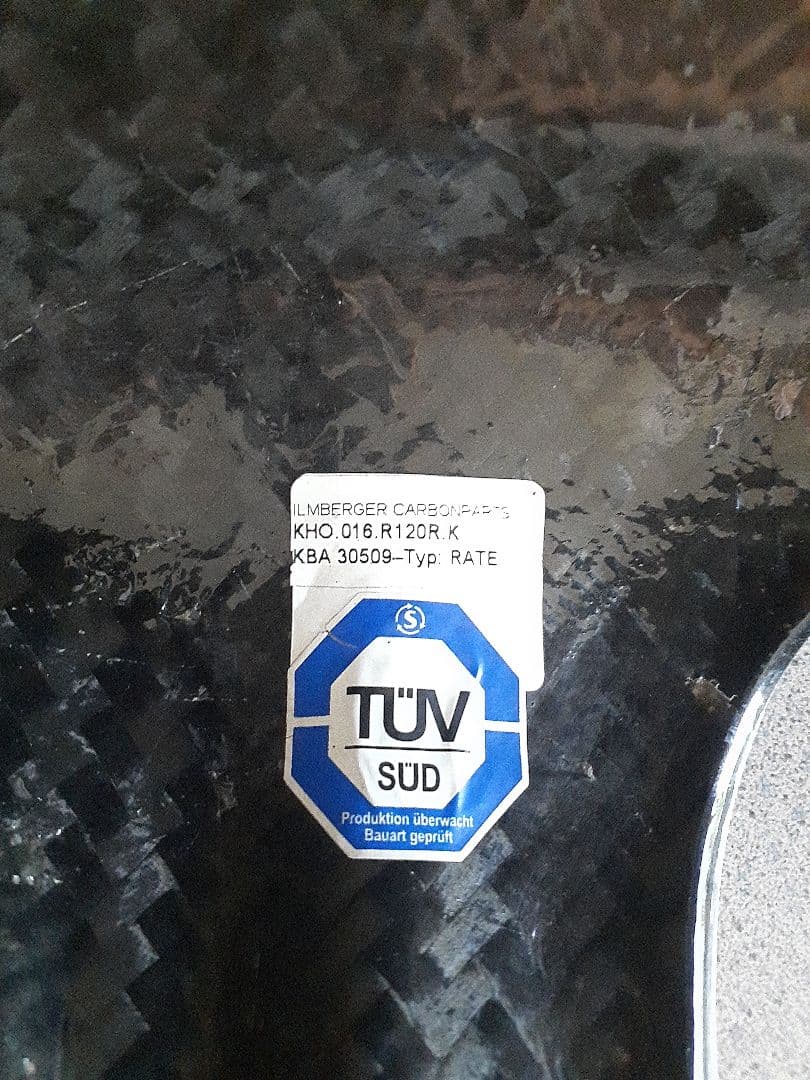 ILMBERGER CARBONPARTS
KHO.016.R120R.K
KBA 30509–Typ: RATE
S
TÜV
SÜD
Produktion überwacht
Bauart geprüft